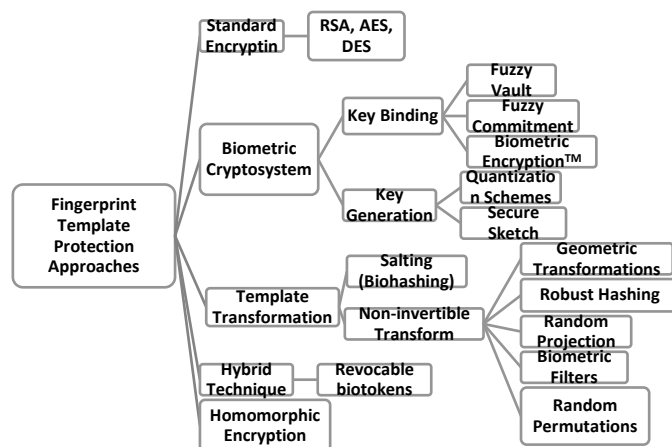 Standard
Encryptin
RSA, AES,
DES
Fuzzy
Vault
Key Binding
Fuzzy
Commitment
Biometric
Cryptosystem
Biometric
Encryption™
Key
Generation
Quantizatio
n Schemes
Secure
Sketch
Fingerprint
Template
Protection
Approaches
Template
Transformation
Salting
(Biohashing)
Non-invertible
Transform
Geometric
Transformations
Robust Hashing
Random
Projection
Biometric
Filters
Random
Permutations
Hybrid
Technique
Revocable
biotokens
Homomorphic
Encryption